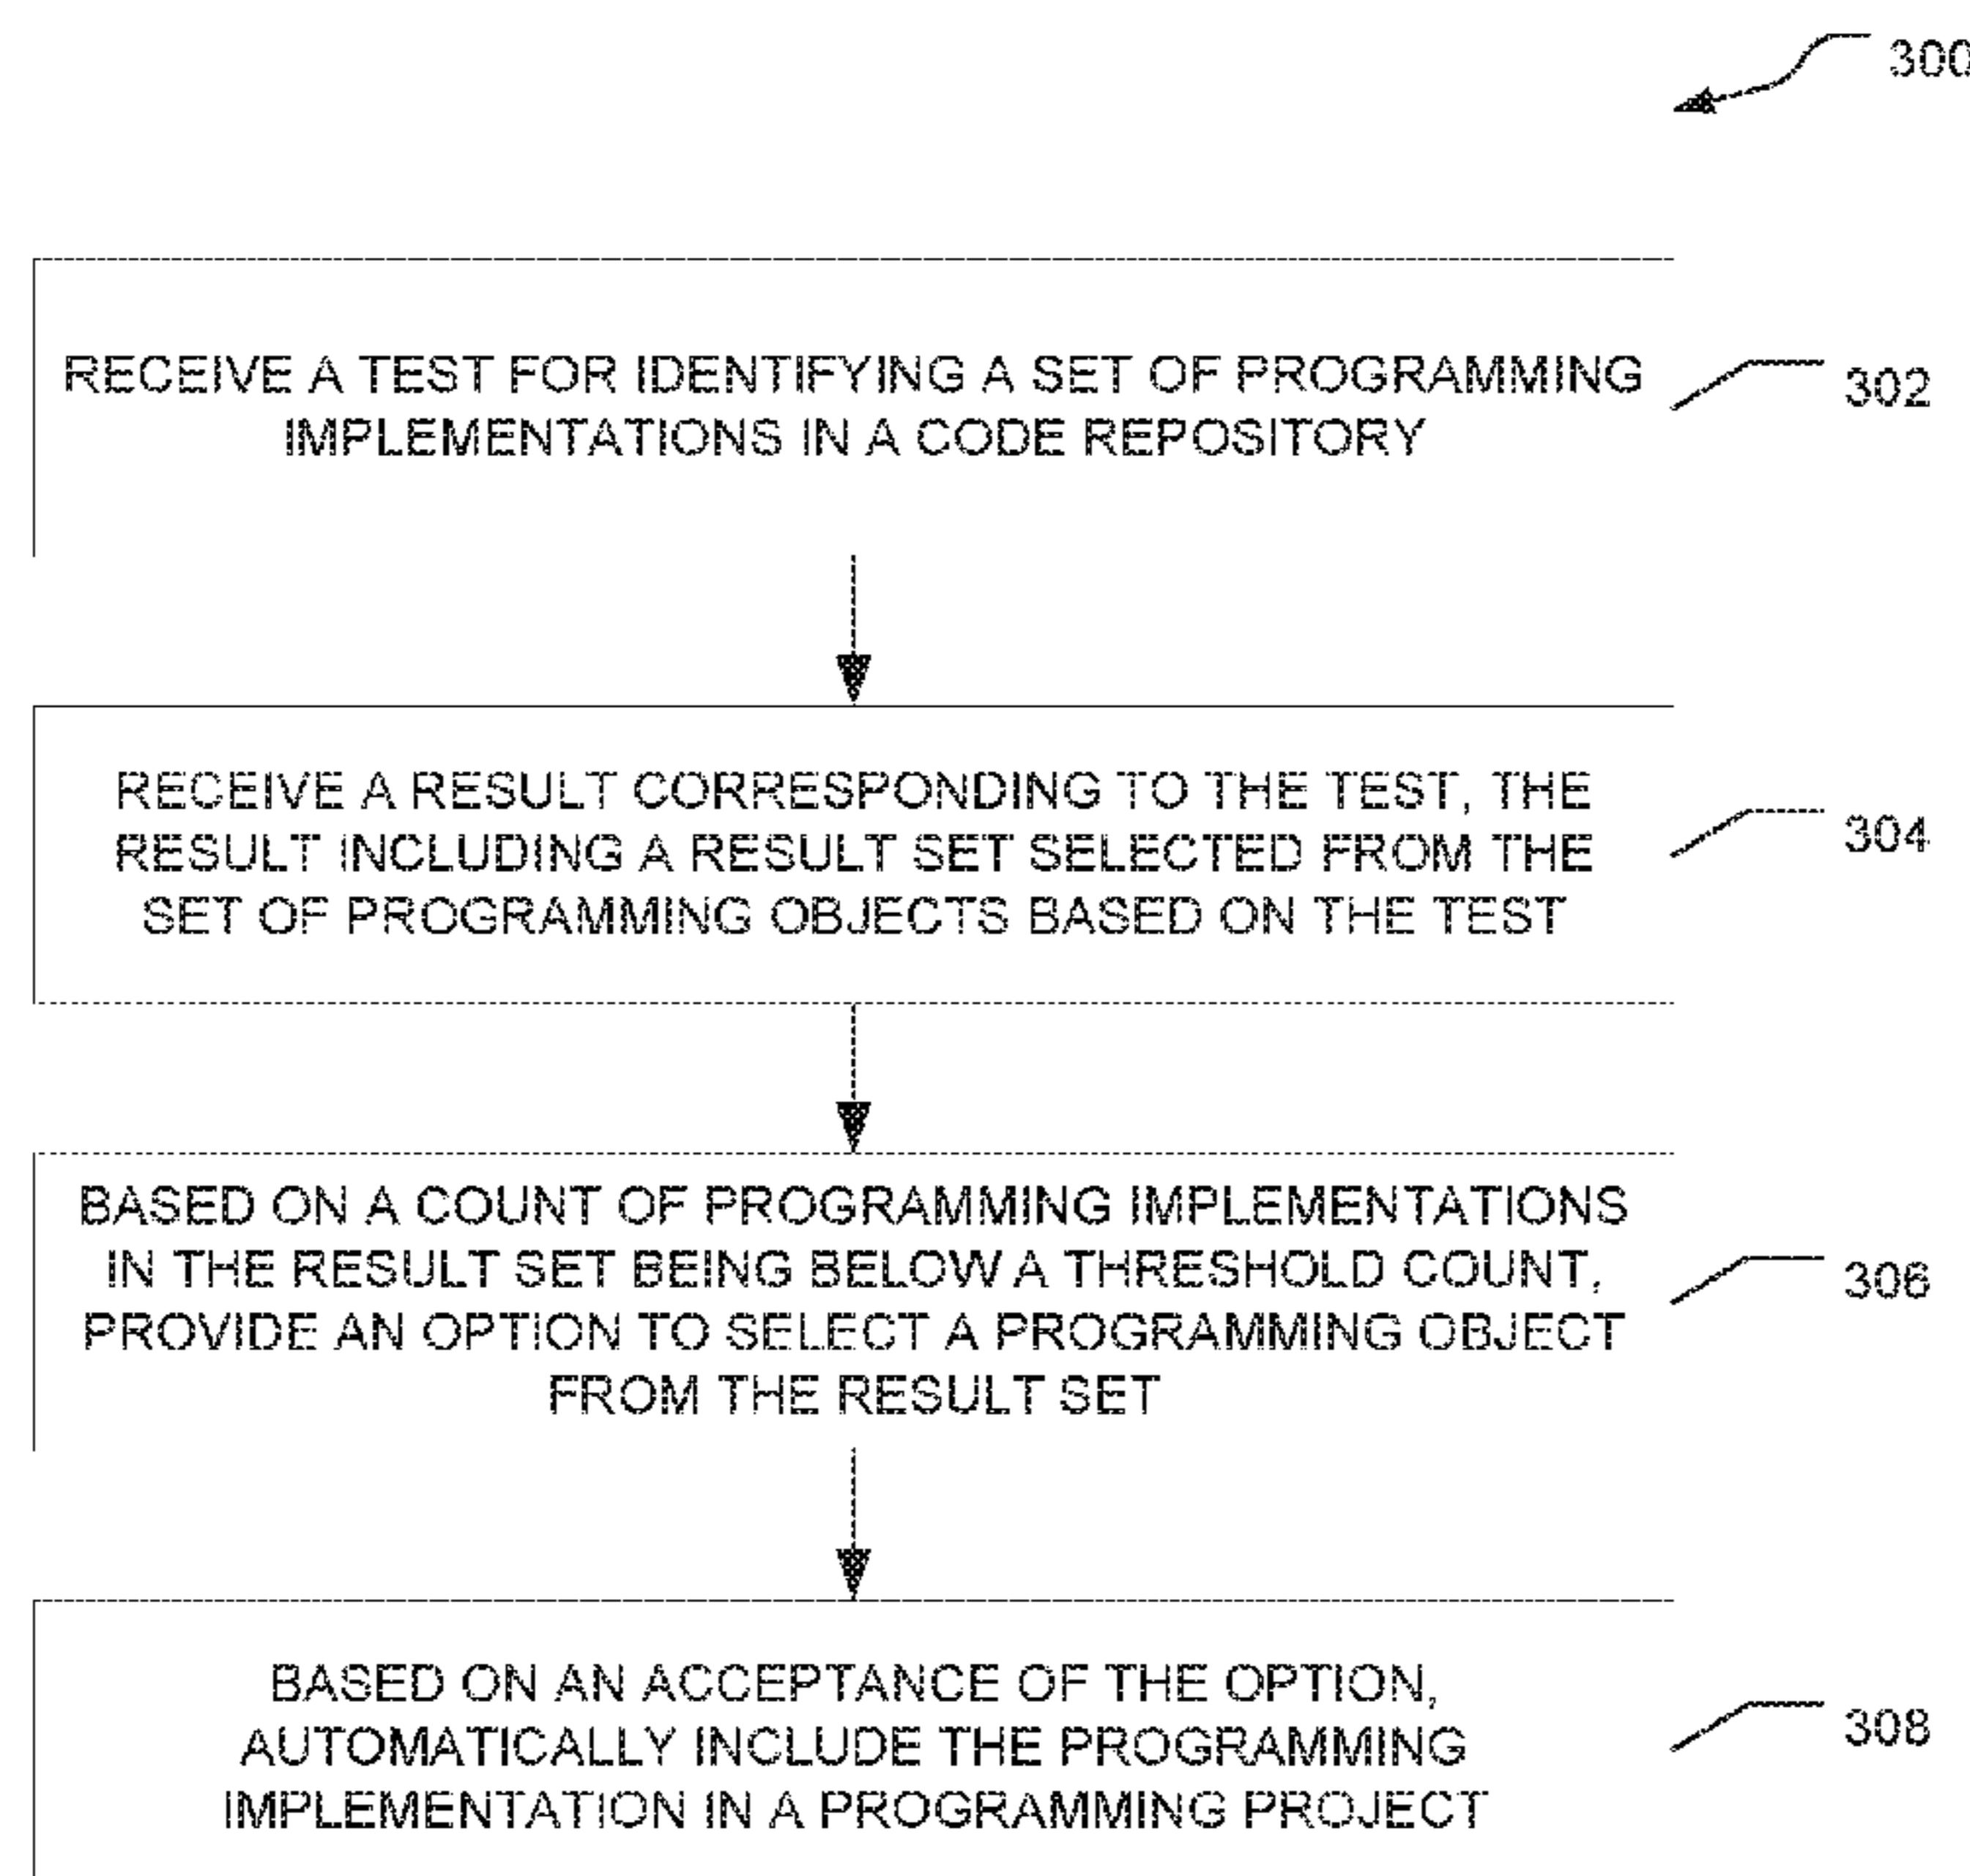 300
RECEIVE A TEST FOR IDENTIFYING A SET OF PROGRAMMING
IMPLEMENTATIONS IN A CODE REPOSITORY
302
RECEIVE A RESULT CORRESPONDING TO THE TEST, THE
RESULT INCLUDING A RESULT SET SELECTED FROM THE
SET OF PROGRAMMING OBJECTS BASED ON THE TEST
304
BASED ON A COUNT OF PROGRAMMING IMPLEMENTATIONS
IN THE RESULT SET BEING BELOW A THRESHOLD COUNT,
PROVIDE AN OPTION TO SELECT A PROGRAMMING OBJECT
FROM THE RESULT SET
306
BASED ON AN ACCEPTANCE OF THE OPTION,
AUTOMATICALLY INCLUDE THE PROGRAMMING
IMPLEMENTATION IN A PROGRAMMING PROJECT
308